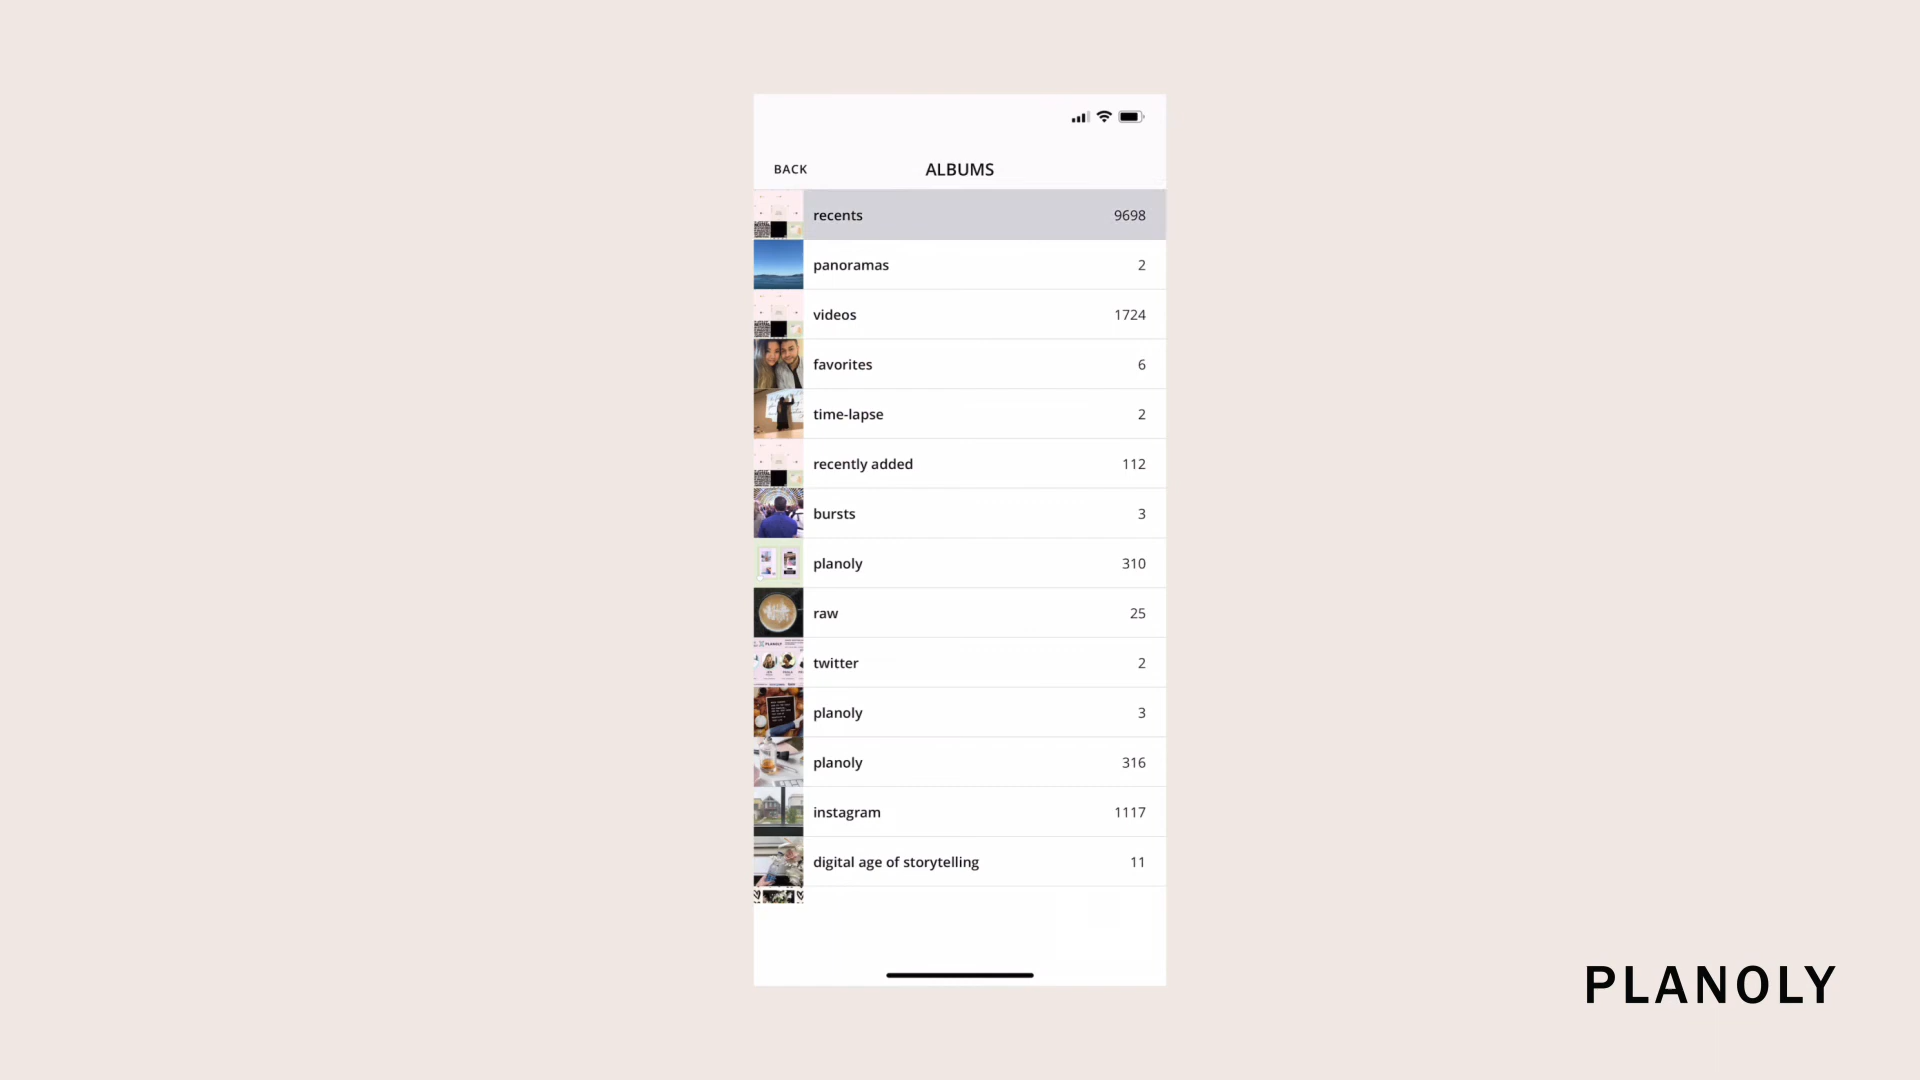 BACK
ALBUMS
recents 9698
panoramas 2
videos 1724
favorites 6
time-lapse 2
recently added 112
bursts 3
planoly 310
raw 25
twitter 2
planoly 3
planoly 316
instagram 1117
digital age of storytelling 11
PLANOLY